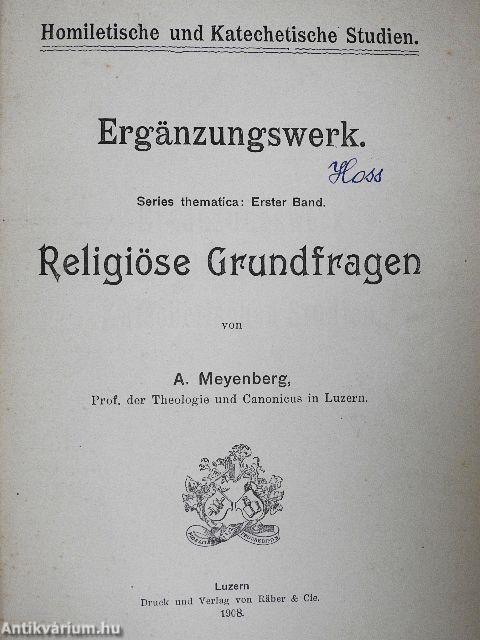 Homiletische und Katechetische Studien.
Ergänzungswerk.
Hoss
Series thematica: Erster Band.
Religiöse Grundfragen
von
A. Meyenberg,
Prof. der Theologie und Canonicus in Luzern.
Luzern
Druck und Verlag von Räber & Cie.
1908.
Antikvárium.hu